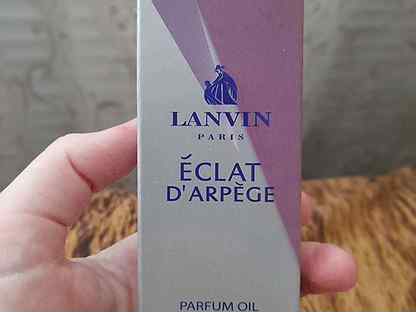 LANVIN
PARIS
ÉCLAT
D'ARPÈGE
PARFUM OIL